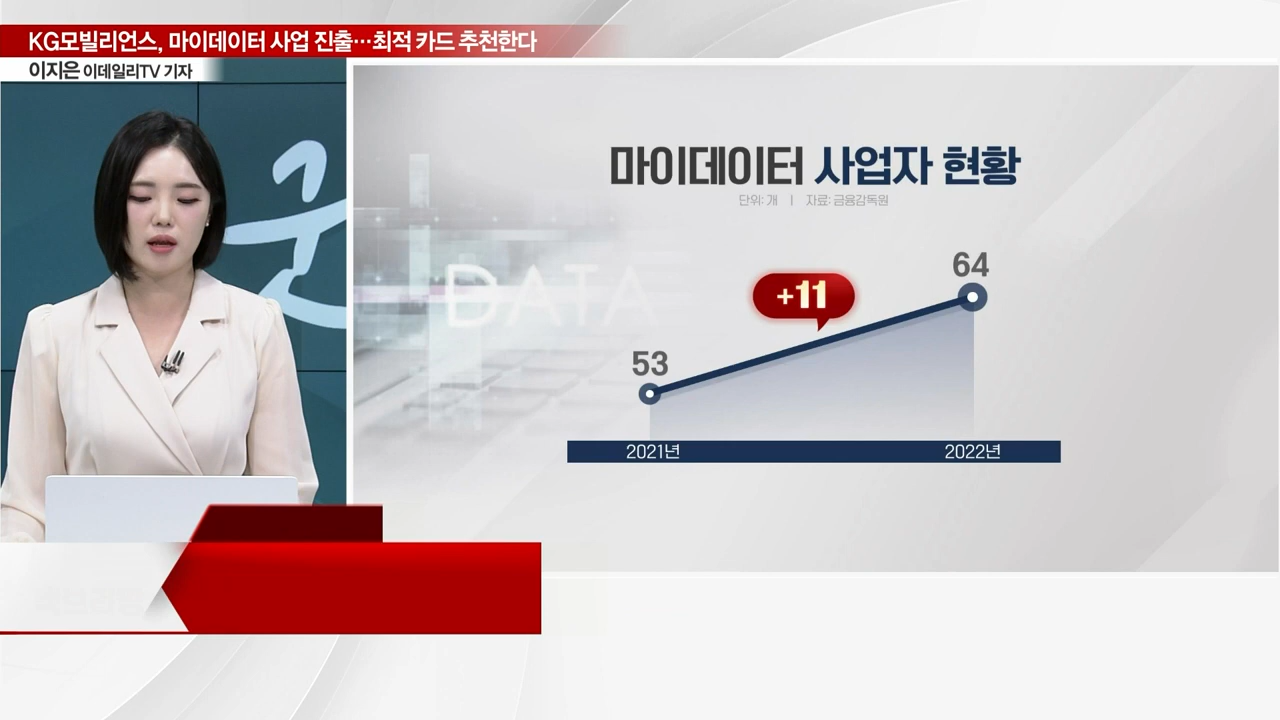 KG모빌리언스, 마이데이터 사업 진출…최적 카드 추천한다
이지은 이데일리TV 기자
마이데이터 사업자 현황
단위: 개 | 자료: 금융감독원
DATA
+11
64
53
2021년
2022년